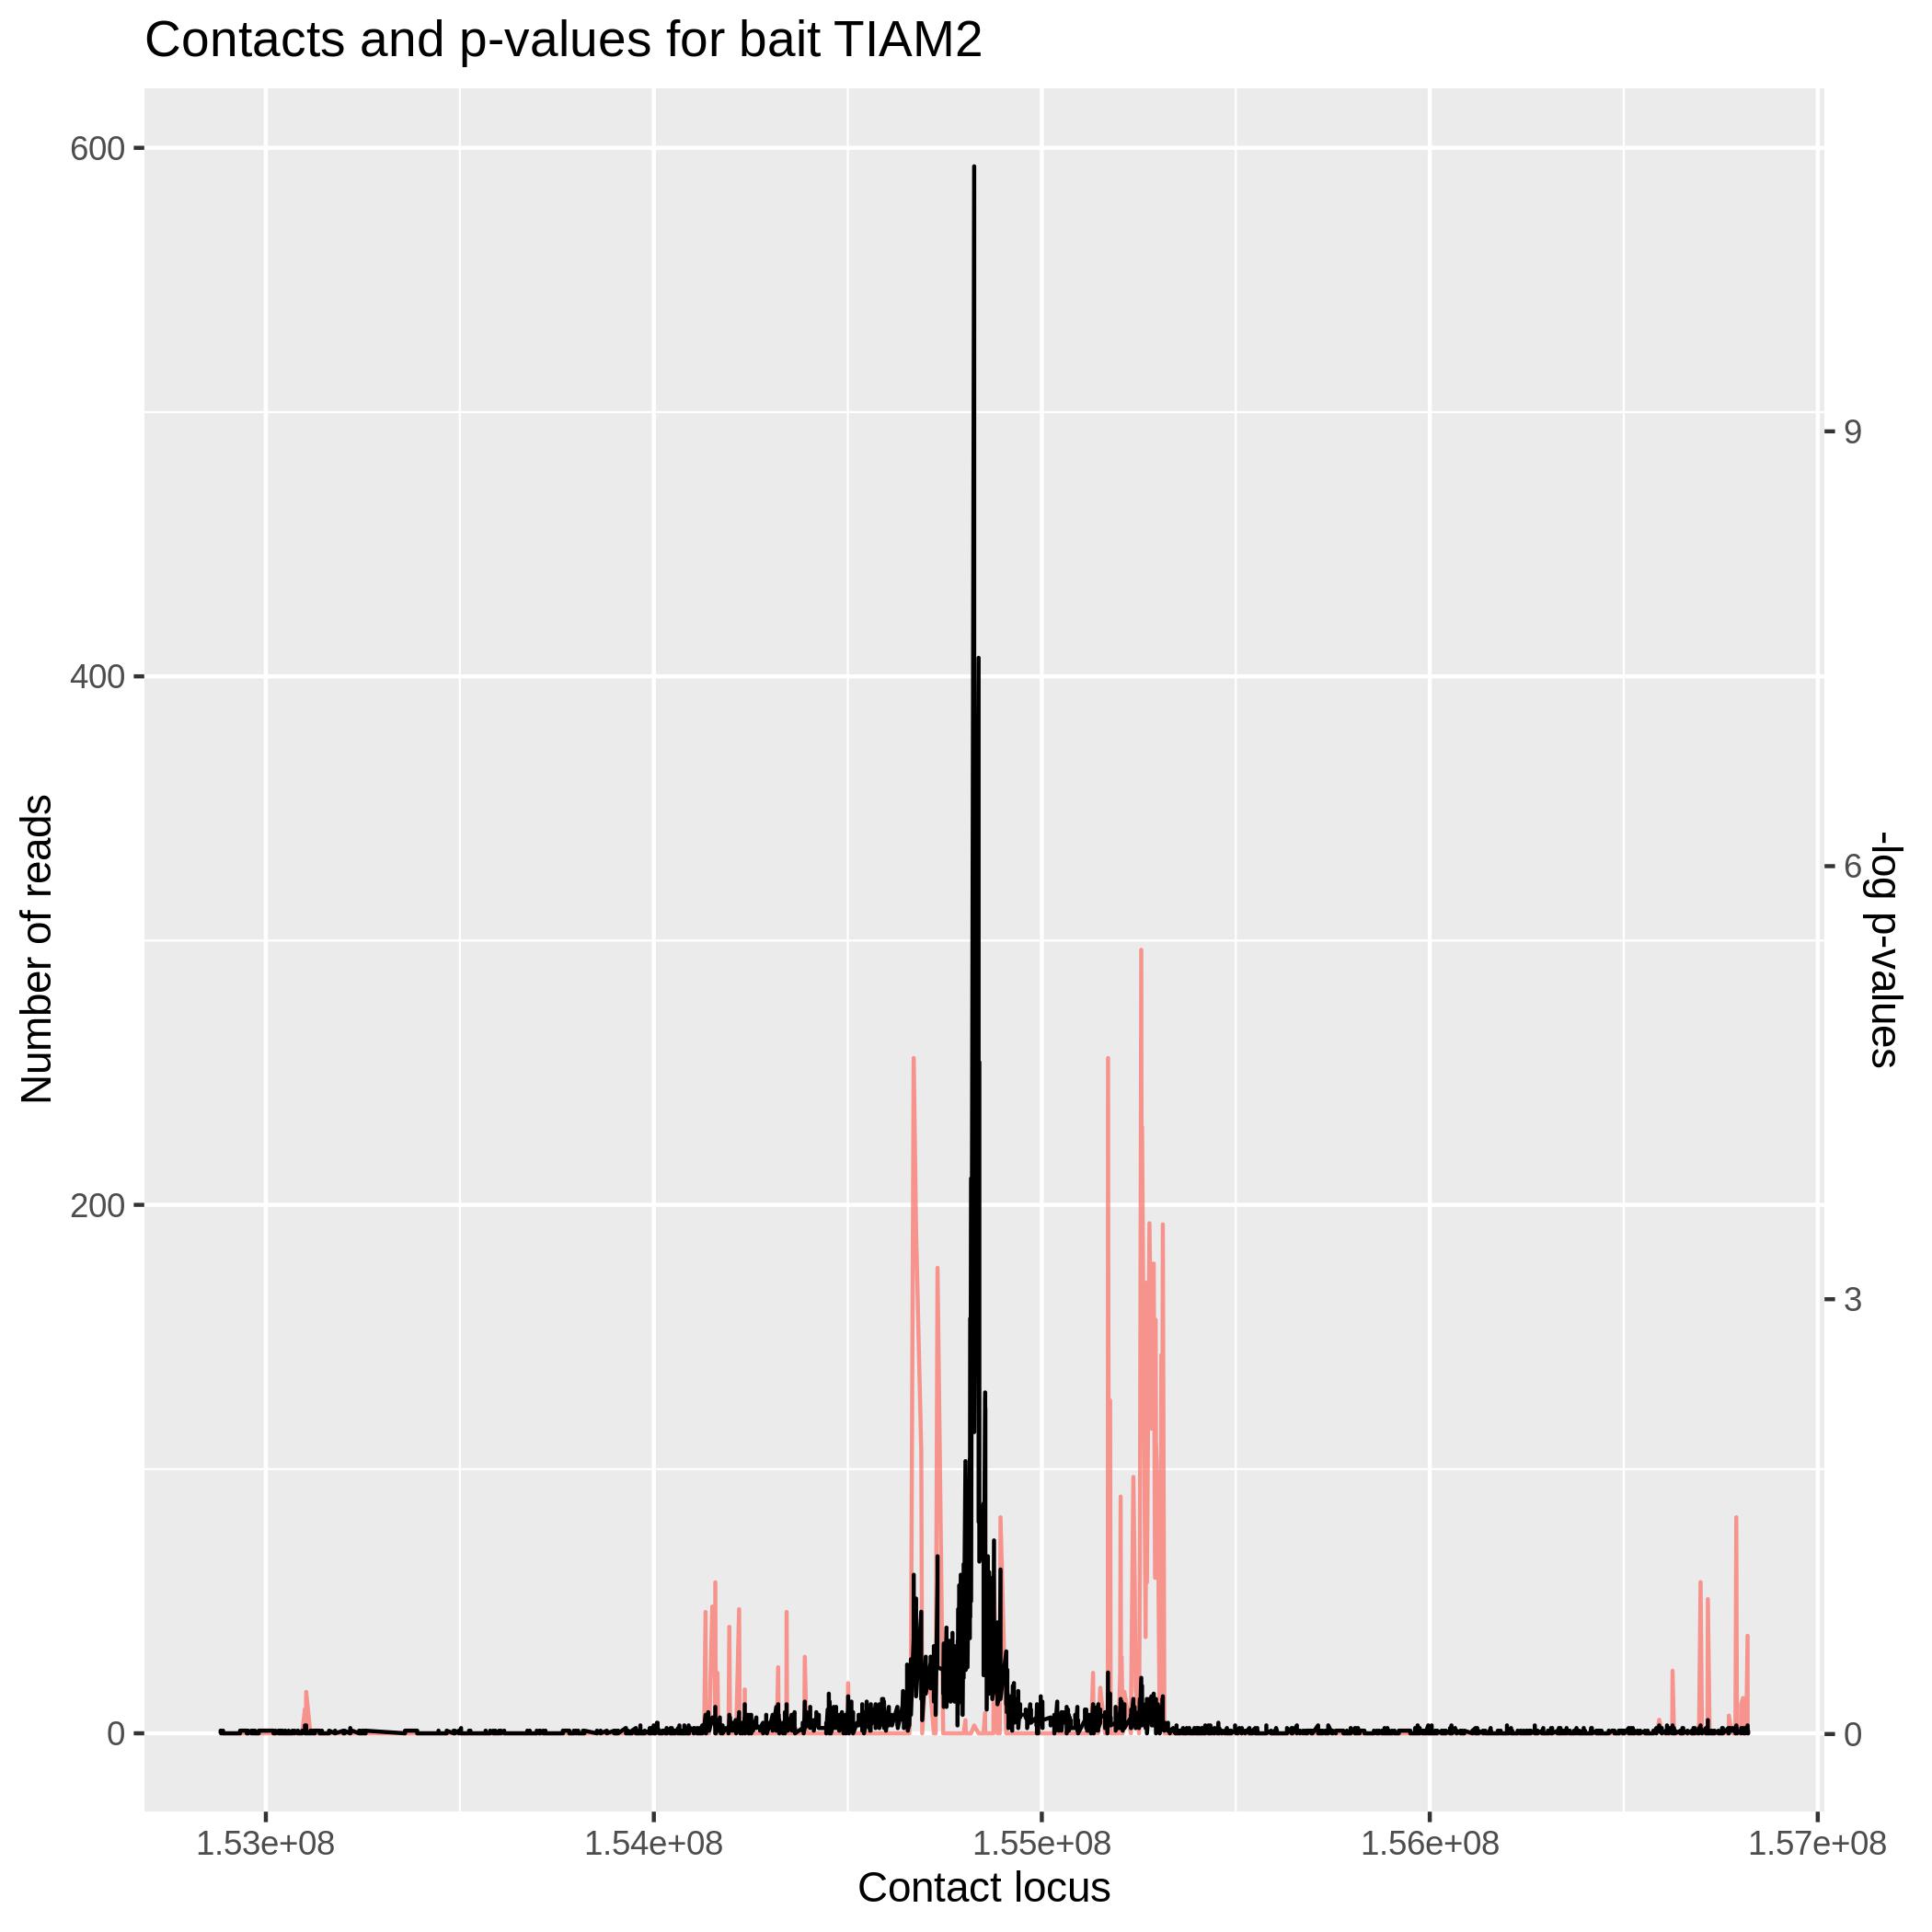 Contacts and p-values for bait TIAM2
600
400
200
0
Number of reads
9
6
3
0
-log p-values
1.53e+08
1.54e+08
1.55e+08
1.56e+08
1.57e+08
Contact locus